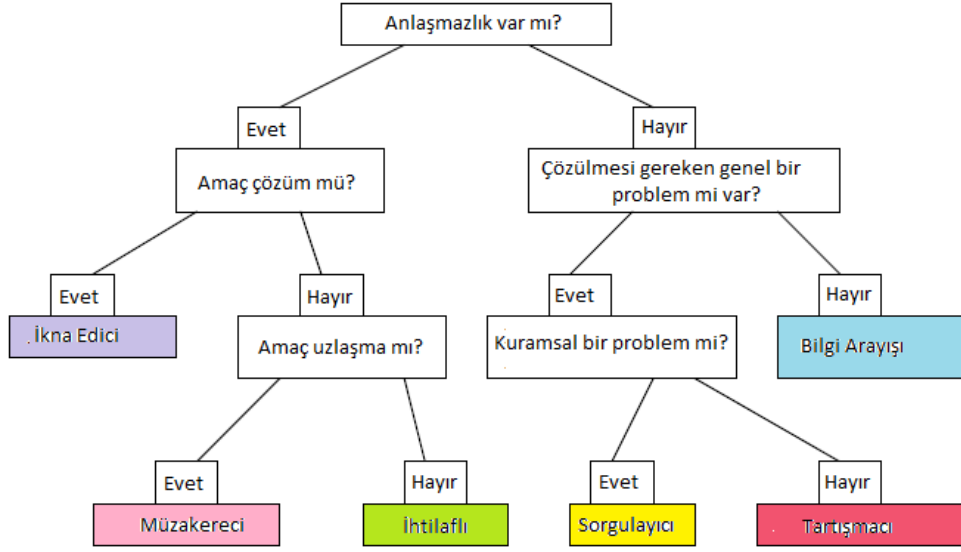 Anlaşmazlık var mı?
Evet
Hayır
Amaç çözüm mü?
Çözülmesi gereken genel bir
problem mi var?
Evet
Hayır
Evet
Hayır
İkna Edici
Amaç uzlaşma mı?
Kuramsal bir problem mi?
Bilgi Arayışı
Evet
Hayır
Evet
Hayır
Müzakereci
İhtilaflı
Sorgulayıcı
Tartışmacı